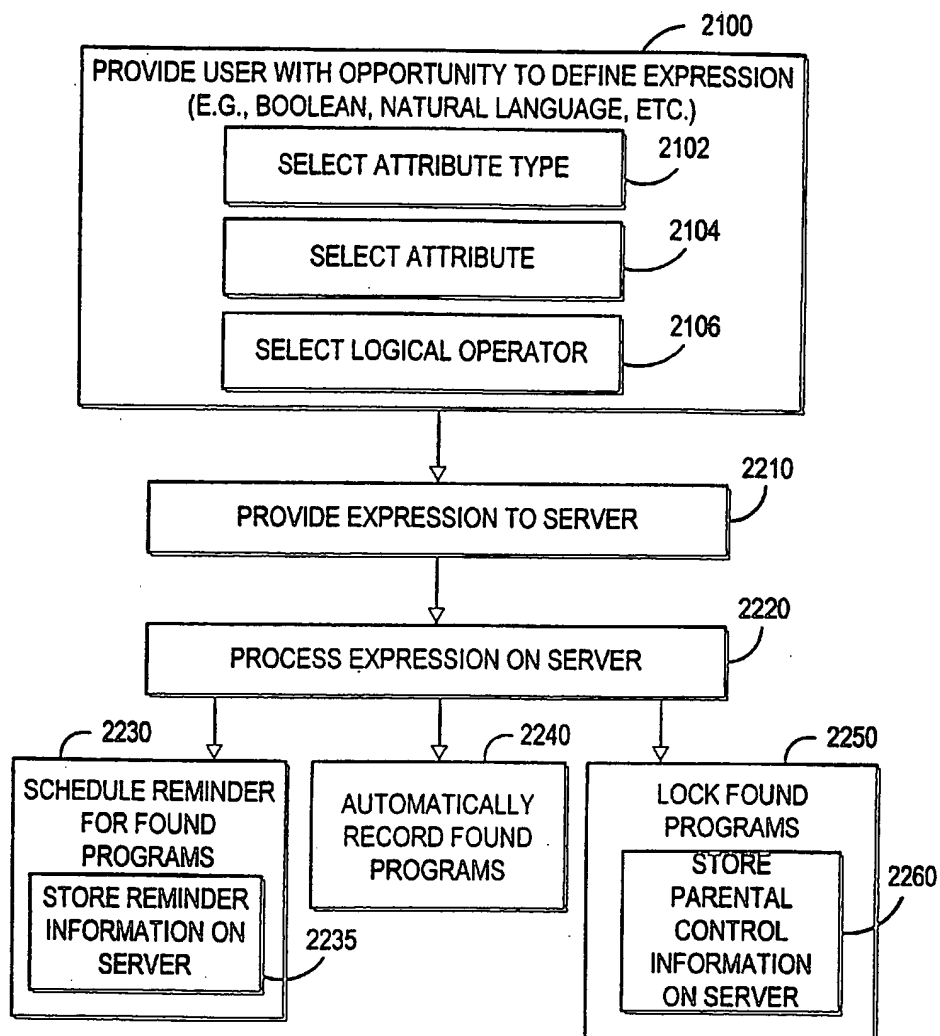 2100
PROVIDE USER WITH OPPORTUNITY TO DEFINE EXPRESSION
(E.G., BOOLEAN, NATURAL LANGUAGE, ETC.)
SELECT ATTRIBUTE TYPE
2102
SELECT ATTRIBUTE
2104
SELECT LOGICAL OPERATOR
2106
PROVIDE EXPRESSION TO SERVER
2210
PROCESS EXPRESSION ON SERVER
2220
2230
SCHEDULE REMINDER
FOR FOUND
PROGRAMS
STORE REMINDER
INFORMATION ON
SERVER
2235
2240
AUTOMATICALLY
RECORD FOUND
PROGRAMS
2250
LOCK FOUND
PROGRAMS
STORE
PARENTAL
CONTROL
INFORMATION
ON SERVER
2260